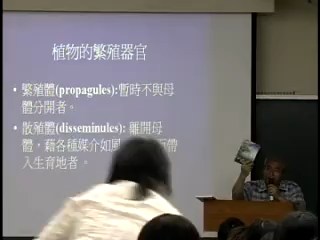 植物的繁殖器官
• 繁殖體(propagules):暫時不與母
體分開者。
• 散殖體(disseminules): 離開母
體，藉各種媒介如風
帶
入生育地者。